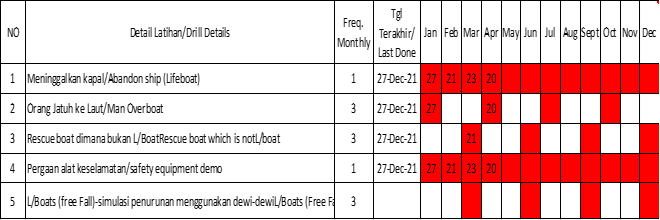 NO Detail Latihan/Drill Details Freq. Monthly Tgl Terakhir/ Last Done Jan Feb Mar Apr May Jun Jul Aug Sept Oct Nov Dec
1 Meninggalkan kapal/Abandon ship (Lifeboat) 1 27-Dec-21 27 21 23 20
2 Orang Jatuh ke Laut/Man Overboat 3 27-Dec-21 27 20
3 Rescue boat dimana bukan L/BoatRescue boat which is notL/boat 3 27-Dec-21 21
4 Pergaan alat keselamatan/safety equipment demo 1 27-Dec-21 27 21 23 20
5 L/Boats (free Fall)-simulasi penurunan menggunakan dewi-dewiL/Boats (Free Fa 3